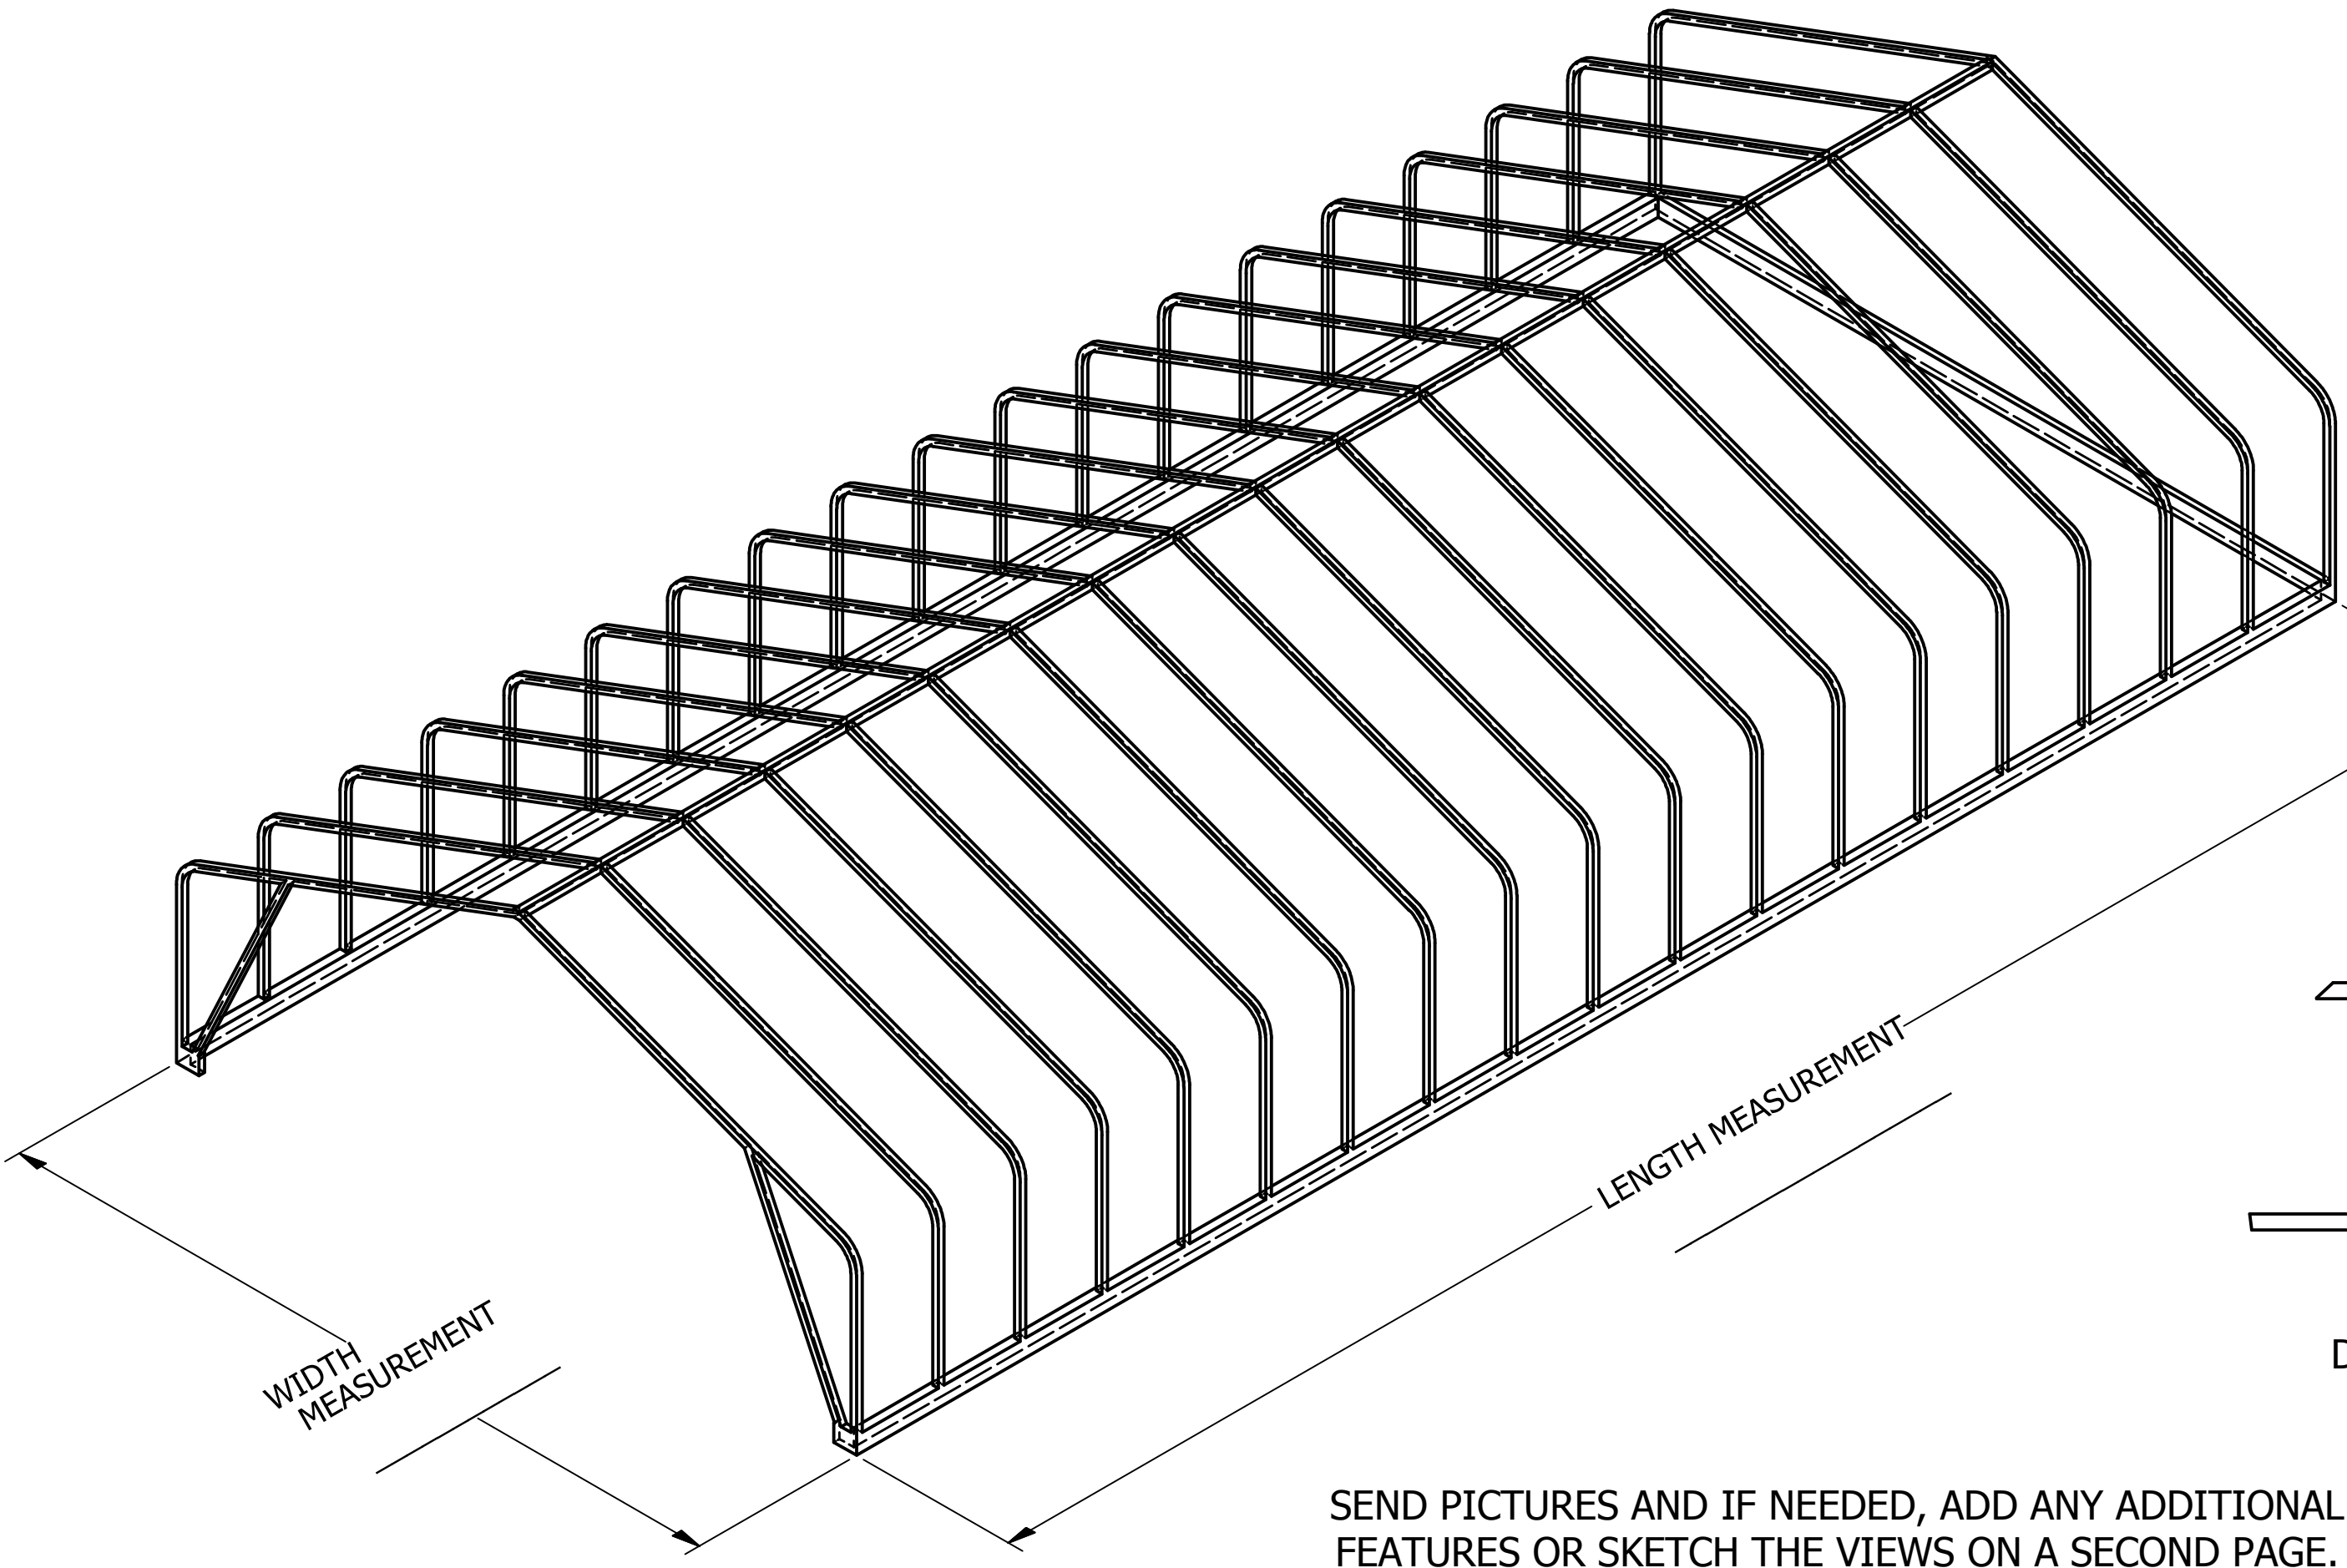 LENGTH MEASUREMENT
WIDTH
MEASUREMENT
D
SEND PICTURES AND IF NEEDED, ADD ANY ADDITIONAL
FEATURES OR SKETCH THE VIEWS ON A SECOND PAGE.